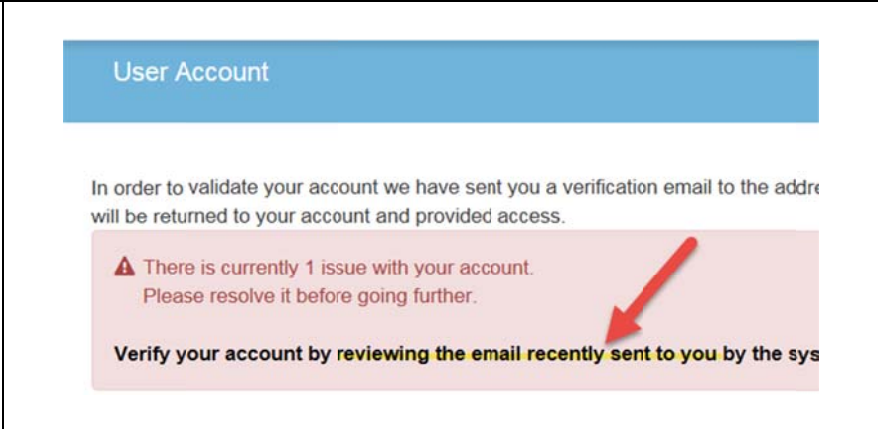 User Account
In order to validate your account we have sent you a verification email to the addre
will be returned to your account and provided access.
There is currently 1 issue with your account.
Please resolve it before going further.
Verify your account by reviewing the email recently sent to you by the sys